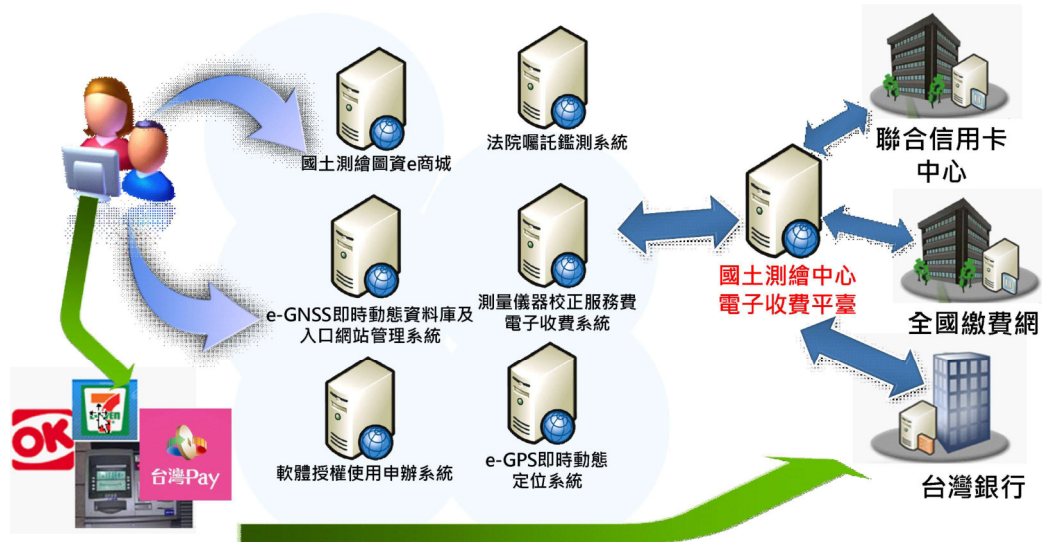 國土測繪圖資e商城
法院囑託鑑測系統
聯合信用卡
中心
e-GNSS即時動態資料庫及
入口網站管理系統
測量儀器校正服務費
電子收費系統
國土測繪中心
電子收費平臺
全國繳費網
OK
台灣Pay
軟體授權使用申辦系統
e-GPS即時動態
定位系統
台灣銀行